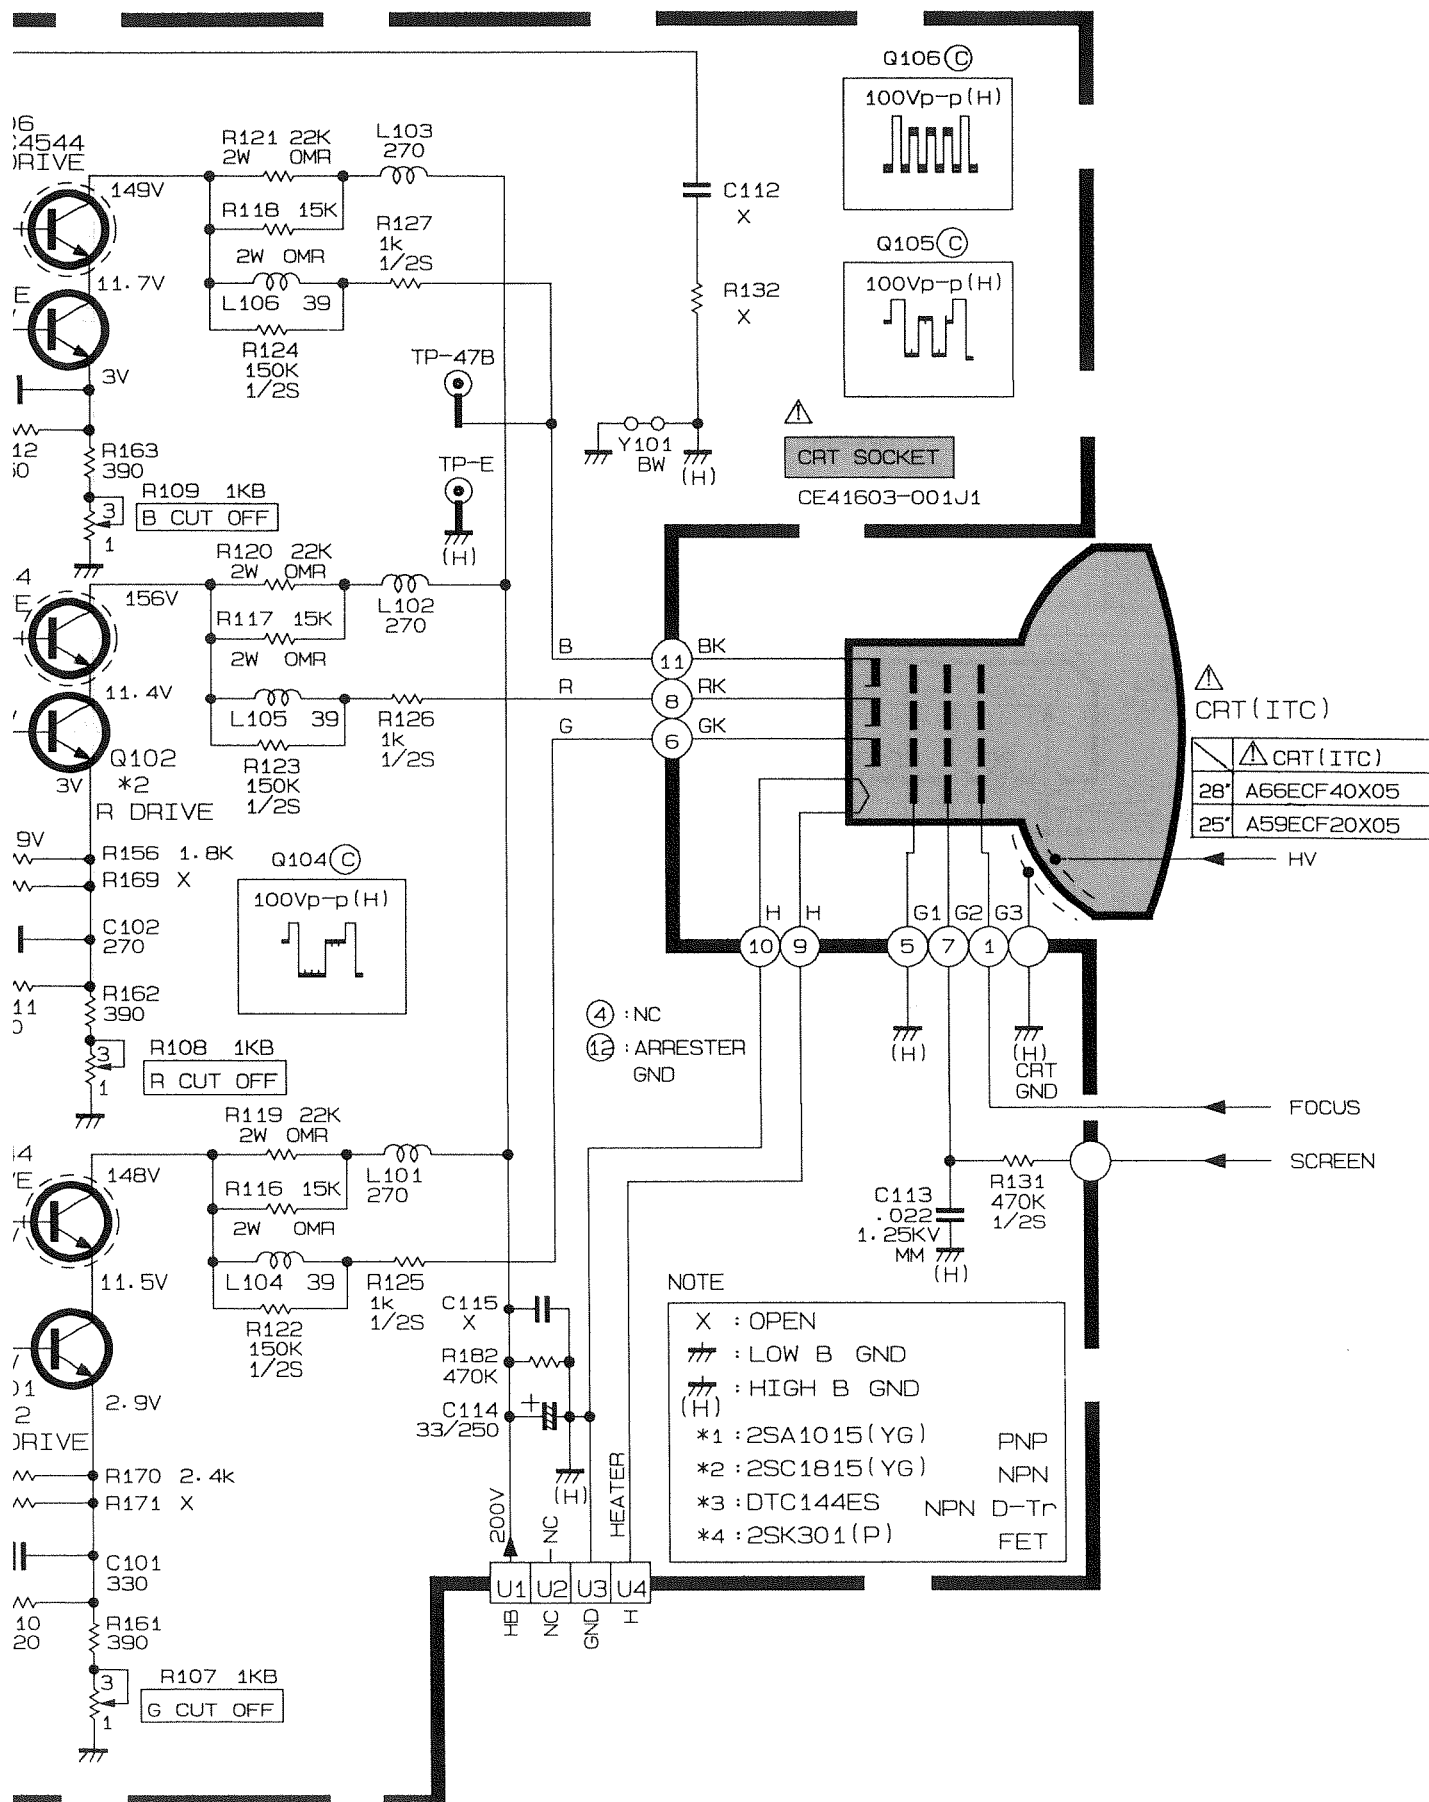 Q106 C
100Vp-p(H)
Q105 C
100Vp-p(H)
DRIVE
149V
R121 22K
2W OMR
L103
270
R118 15K
2W OMR
R127
1k
1/2S
L106 39
R124
150K
1/2S
11.7V
3V
C112
X
R132
X
TP-47B
TP-E
(H)
Y101
BW
(H)
CRT SOCKET
CE41603-001J1
R163
390
R109 1KB
B CUT OFF
3
1
R120 22K
2W OMR
156V
L102
270
R117 15K
2W OMR
11.4V
L105 39
R126
1k
1/2S
R123
150K
1/2S
Q102
*2
3V
R DRIVE
B
R
G
11
8
6
BK
RK
GK
CRT(ITC)
CRT(ITC)
28" A66ECF40X05
25" A59ECF20X05
HV
9V
R156 1.8K
R169 X
C102
270
R162
390
Q104 C
100Vp-p(H)
H H G1 G2 G3
10 9 5 7 1
4 : NC
12 : ARRESTER
GND
(H)
(H)
CRT
GND
FOCUS
SCREEN
R108 1KB
R CUT OFF
3
1
R119 22K
2W OMR
148V
L101
270
R116 15K
2W OMR
L104 39
R125
1k
1/2S
R122
150K
1/2S
11.5V
2.9V
DRIVE
R131
470K
1/2S
C113
.022
1.25KV
MM
(H)
C115
X
R182
470K
C114
33/250
+
(H)
NOTE
X : OPEN
: LOW B GND
(H) : HIGH B GND
*1 : 2SA1015(YG) PNP
*2 : 2SC1815(YG) NPN
*3 : DTC144ES NPN D-Tr
*4 : 2SK301(P) FET
R170 2.4k
R171 X
C101
330
R161
390
R107 1KB
G CUT OFF
3
1
200V
NC
HEATER
U1 U2 U3 U4
HB
NC
GND
H